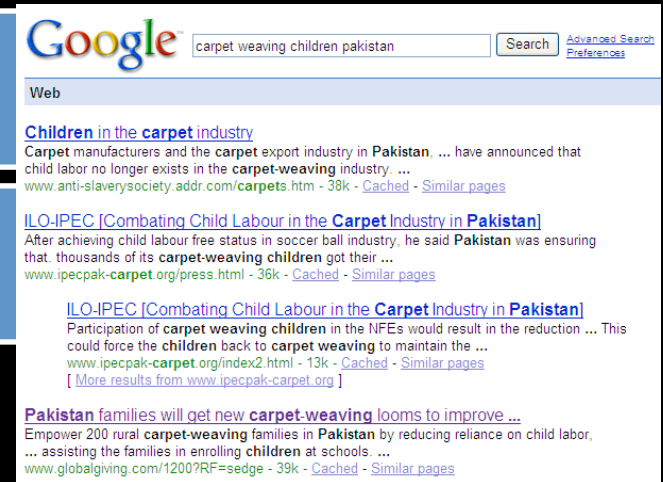 Google™ carpet weaving children pakistan Search Advanced Search
Preferences
Web
Children in the carpet industry
Carpet manufacturers and the carpet export industry in Pakistan, ... have announced that
child labor no longer exists in the carpet-weaving industry. ...
www.anti-slaverysociety.addr.com/carpets.htm - 38k - Cached - Similar pages
ILO-IPEC [Combating Child Labour in the Carpet Industry in Pakistan]
After achieving child labour free status in soccer ball industry, he said Pakistan was ensuring
that. thousands of its carpet-weaving children got their ...
www.ipecpak-carpet.org/press.html - 36k - Cached - Similar pages
ILO-IPEC [Combating Child Labour in the Carpet Industry in Pakistan]
Participation of carpet weaving children in the NFEs would result in the reduction ... This
could force the children back to carpet weaving to maintain the ...
www.ipecpak-carpet.org/index2.html - 13k - Cached - Similar pages
[ More results from www.ipecpak-carpet.org ]
Pakistan families will get new carpet-weaving looms to improve ...
Empower 200 rural carpet-weaving families in Pakistan by reducing reliance on child labor,
... assisting the families in enrolling children at schools. ...
www.globalgiving.com/1200?RF=sedge - 39k - Cached - Similar pages